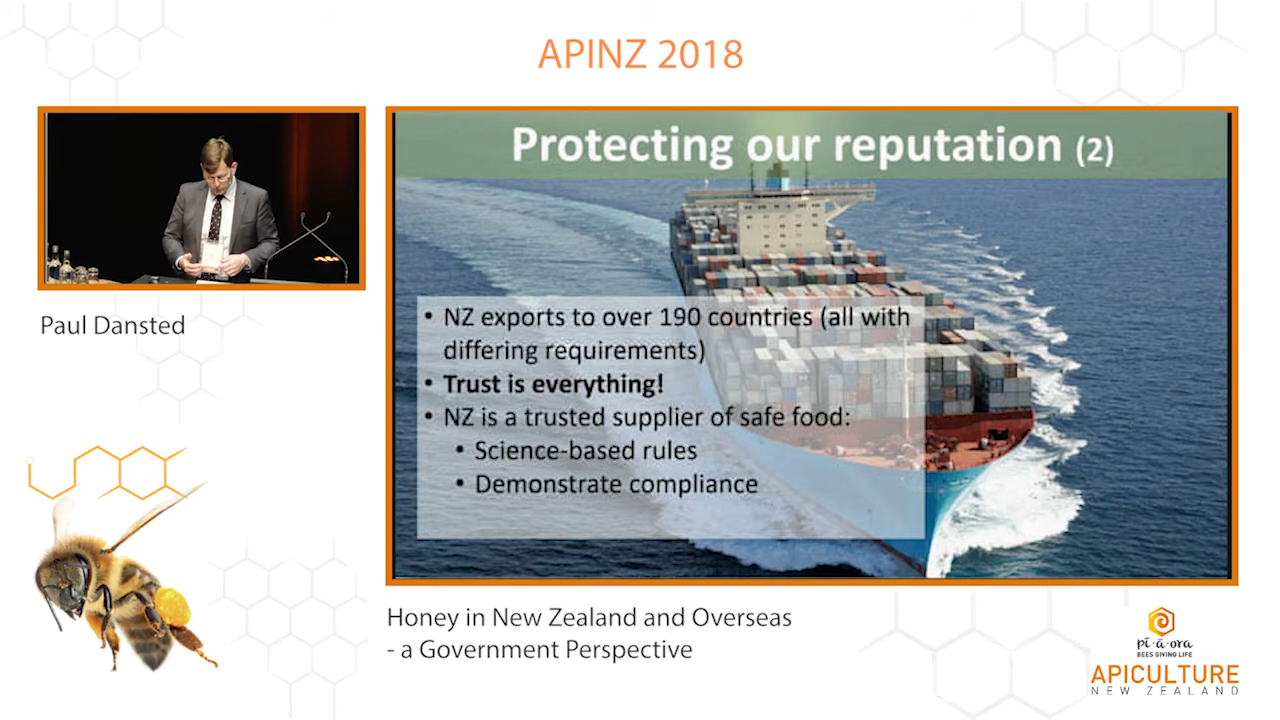 APINZ 2018
Protecting our reputation (2)
• NZ exports to over 190 countries (all with
differing requirements)
• Trust is everything!
• NZ is a trusted supplier of safe food:
• Science-based rules
• Demonstrate compliance
Paul Dansted
Honey in New Zealand and Overseas
- a Government Perspective
pī-ā-ora
BEES GIVING LIFE
APICULTURE
NEW ZEALAND